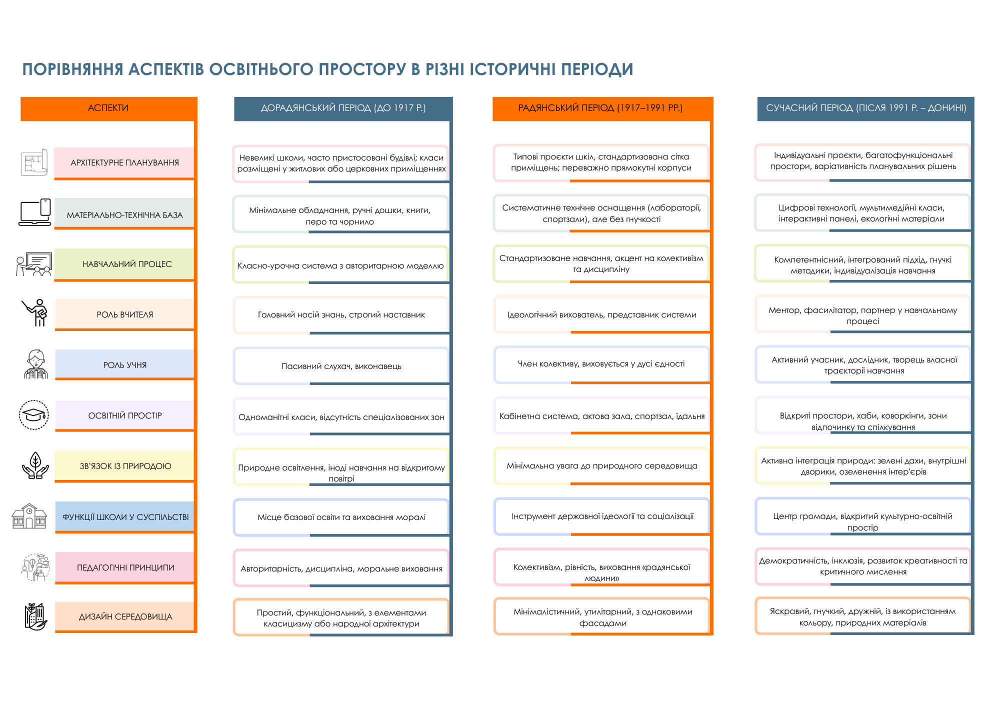 ПОРІВНЯННЯ АСПЕКТІВ ОСВІТНЬОГО ПРОСТОРУ В РІЗНІ ІСТОРИЧНІ ПЕРІОДИ
АСПЕКТИ
ДОРАДЯНСЬКИЙ ПЕРІОД (ДО 1917 Р.)
РАДЯНСЬКИЙ ПЕРІОД (1917–1991 РР.)
СУЧАСНИЙ ПЕРІОД (ПІСЛЯ 1991 Р. – ДОНИНІ)
АРХІТЕКТУРНЕ ПЛАНУВАННЯ
Невеликі школи, часто пристосовані будівлі; класи
розміщені у житлових або церковних приміщеннях
Типові проєкти шкіл, стандартизована сітка
приміщень; переважно прямокутні корпуси
Індивідуальні проєкти, багатофункціональні
простори, варіативність планувальних рішень
МАТЕРІАЛЬНО-ТЕХНІЧНА БАЗА
Мінімальне обладнання, ручні дошки, книги,
перо та чорнило
Систематичне технічне оснащення (лабораторії,
спортзали), але без гнучкості
Цифрові технології, мультимедійні класи,
інтерактивні панелі, екологічні матеріали
НАВЧАЛЬНИЙ ПРОЦЕС
Класно-урочна система з авторитарною моделлю
Стандартизоване навчання, акцент на колективізм
та дисципліну
Компетентнісний, інтегрований підхід, гнучкі
методики, індивідуалізація навчання
РОЛЬ ВЧИТЕЛЯ
Головний носій знань, строгий наставник
Ідеологічний вихователь, представник системи
Ментор, фасилітатор, партнер у навчальному
процесі
РОЛЬ УЧНЯ
Пасивний слухач, виконавець
Член колективу, виховується у дусі єдності
Активний учасник, дослідник, творець власної
траєкторії навчання
ОСВІТНІЙ ПРОСТІР
Одноманітні класи, відсутність спеціалізованих зон
Кабінетна система, актова зала, спортзал, їдальня
Відкриті простори, хаби, коворкінги, зони
відпочинку та спілкування
ЗВ'ЯЗОК ІЗ ПРИРОДОЮ
Природне освітлення, іноді навчання на відкритому
повітрі
Мінімальна увага до природного середовища
Активна інтеграція природи: зелені дахи, внутрішні
дворики, озеленення інтер'єрів
ФУНКЦІЇ ШКОЛИ У СУСПІЛЬСТВІ
Місце базової освіти та виховання моралі
Інструмент державної ідеології та соціалізації
Центр громади, відкритий культурно-освітній
простір
ПЕДАГОГІЧНІ ПРИНЦИПИ
Авторитарність, дисципліна, моральне виховання
Колективізм, рівність, виховання «радянської
людини»
Демократичність, інклюзія, розвиток креативності та
критичного мислення
ДИЗАЙН СЕРЕДОВИЩА
Простий, функціональний, з елементами
класицизму або народної архітектури
Мінімалістичний, утилітарний, з однаковими
фасадами
Яскравий, гнучкий, дружній, із використанням
кольору, природних матеріалів